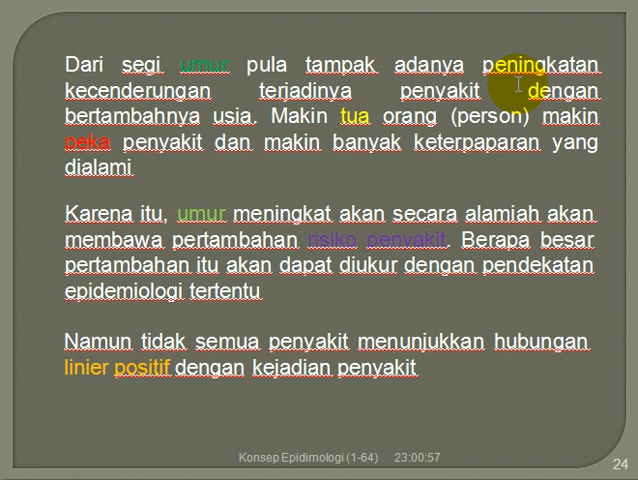 Dari segi umur pula tampak adanya peningkatan
kecenderungan terjadinya penyakit dengan
bertambahnya usia. Makin tua orang (person) makin
peka penyakit dan makin banyak keterpaparan yang
dialami
Karena itu, umur meningkat akan secara alamiah akan
membawa pertambahan risiko penyakit. Berapa besar
pertambahan itu akan dapat diukur dengan pendekatan
epidemiologi tertentu
Namun tidak semua penyakit menunjukkan hubungan
linier positif dengan kejadian penyakit
Konsep Epidimologi (1-64) 23:00:57
24